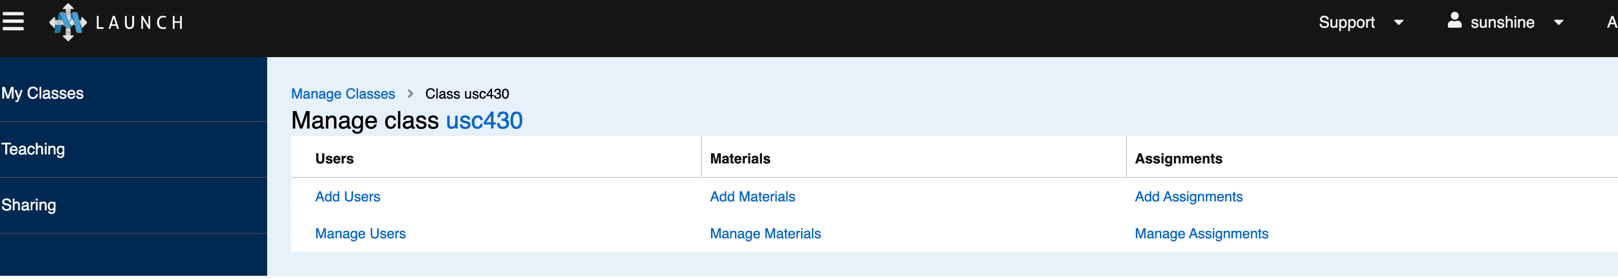 LAUNCH
Support
sunshine
A
My Classes
Teaching
Sharing
Manage Classes > Class usc430
Manage class usc430
Users Materials Assignments
Add Users Add Materials Add Assignments
Manage Users Manage Materials Manage Assignments